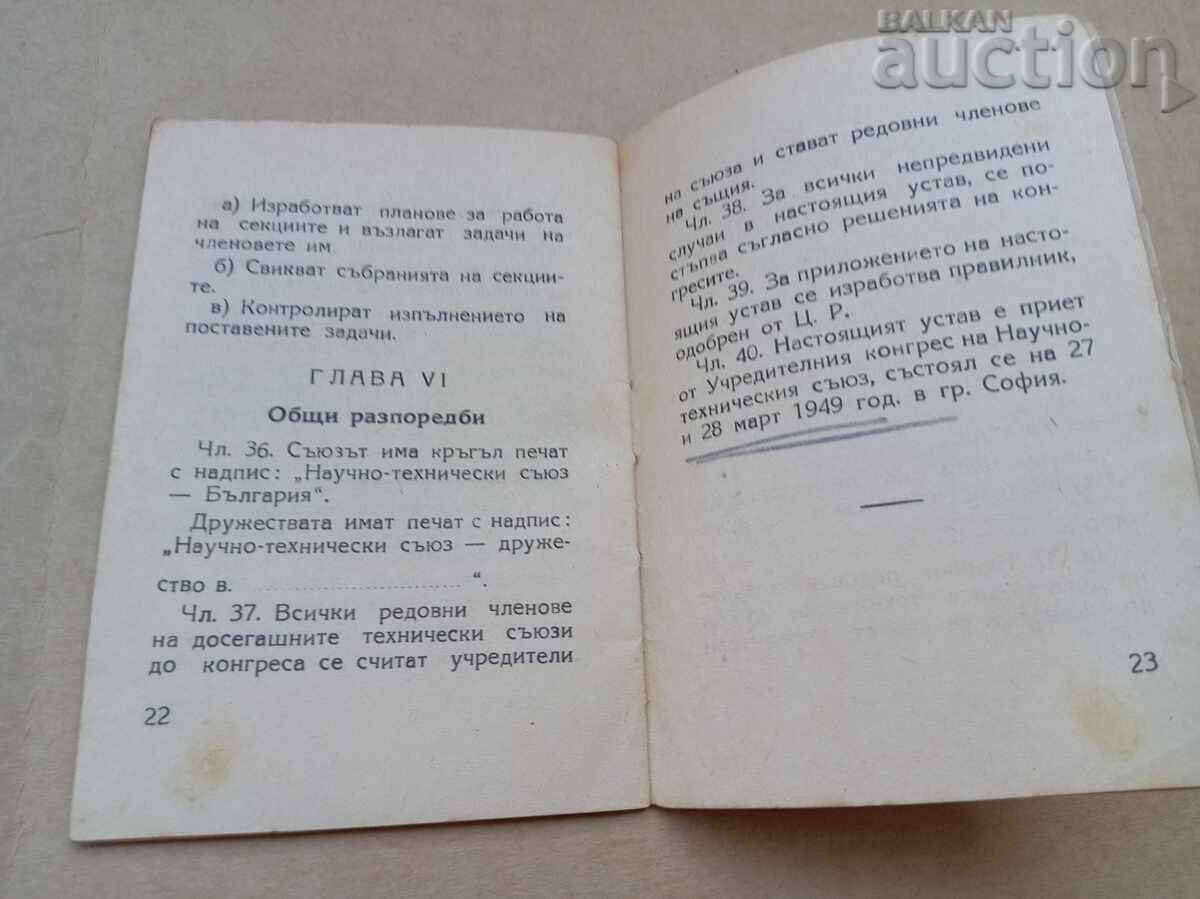 а) Изработват планове за работа
на секциите и възлагат задачи на
членовете им.
б) Свикват събранията на секции-
те.
в) Контролират изпълнението на
поставените задачи.
ГЛАВА VI
Общи разпоредби
Чл. 36. Съюзът има кръгъл печат
с надпис: „Научно-технически съюз
— България".
Дружествата имат печат с надпис:
„Научно-технически съюз — друже-
ство в. ............................ ".
Чл. 37. Всички редовни членове
на досегашните технически съюзи
до конгреса се считат учредители
22
на съюза и стават редовни членове
на същия.
Чл. 38. За всички непредвидени
случаи в настоящия устав, се по-
стъпва съгласно решенията на кон-
гресите.
Чл. 39. За приложението на насто-
ящия устав се изработва правилник,
одобрен от Ц. Р.
Чл. 40. Настоящият устав е приет
от Учредителния конгрес на Научно-
техническия съюз, състоял се на 27
и 28 март 1949 год. в гр. София.
23
BALKAN
auction